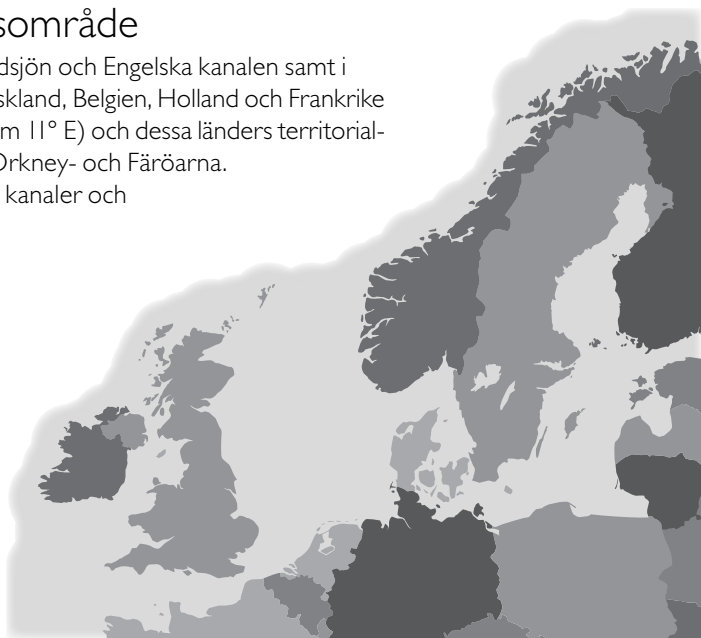 sområde
dsjön och Engelska kanalen samt i
skland, Belgien, Holland och Frankrike
m 11° E) och dessa länders territorial-
Orkney- och Färöarna.
kanaler och